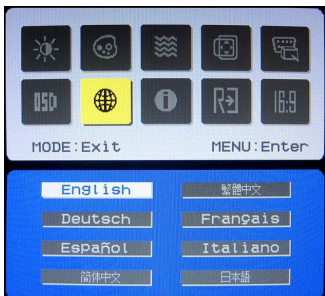 OSD R 16:9
MODE:Exit MENU:Enter
English 繁體中文
Deutsch Français
Español Italiano
简体中文 日本語